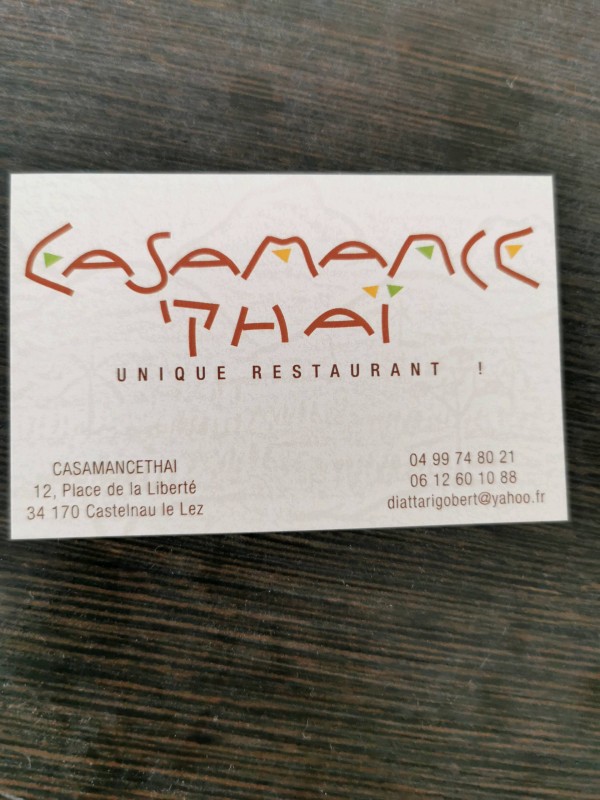 CASAMANCE
THAÏ
UNIQUE RESTAURANT !
CASAMANCETHAI
12, Place de la Liberté
34 170 Castelnau le Lez
04 99 74 80 21
06 12 60 10 88
diattarigobert@yahoo.fr